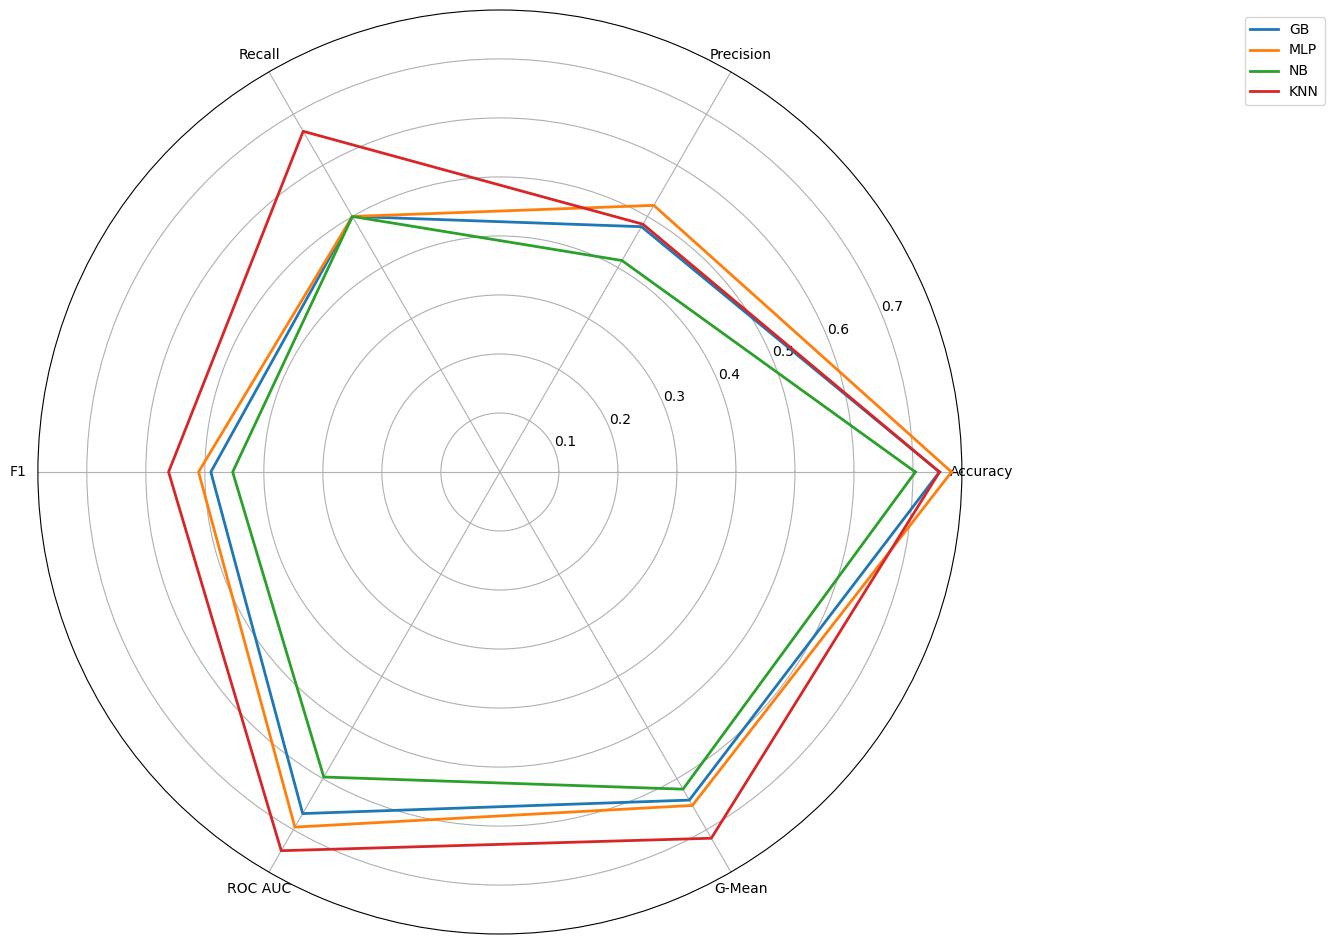 Recall
Precision
GB
MLP
NB
KNN
0.7
0.6
0.5
0.4
0.3
0.2
0.1
F1
Accuracy
ROC AUC
G-Mean